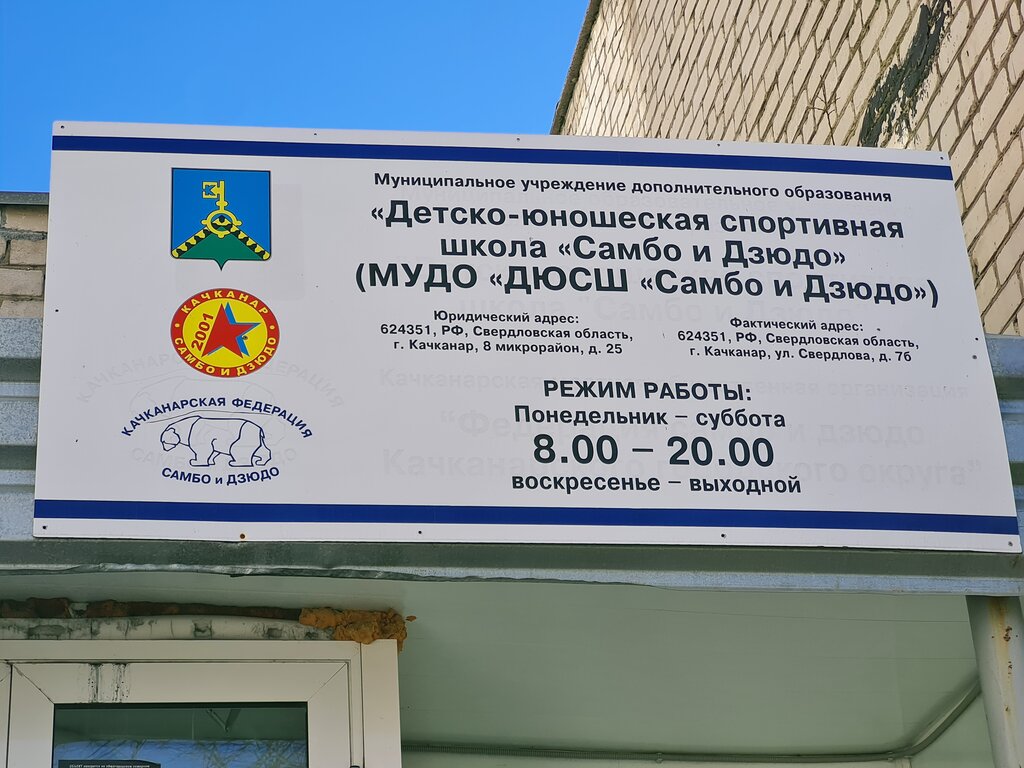 Муниципальное учреждение дополнительного образования
«Детско-юношеская спортивная
школа «Самбо и Дзюдо»
(МУДО «ДЮСШ «Самбо и Дзюдо»)
Юридический адрес:
624351, РФ, Свердловская область,
г. Качканар, 8 микрорайон, д. 25
Фактический адрес:
624351, РФ, Свердловская область,
г. Качканар, ул. Свердлова, д. 7б
РЕЖИМ РАБОТЫ:
Понедельник – суббота
8.00 – 20.00
воскресенье – выходной
КАЧКАНАР
2001
САМБО И ДЗЮДО
КАЧКАНАРСКАЯ ФЕДЕРАЦИЯ
САМБО и ДЗЮДО